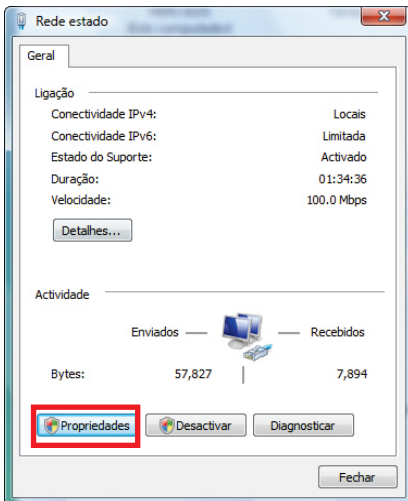 Rede estado
Geral
Ligação
Conectividade IPv4: Locais
Conectividade IPv6: Limitada
Estado do Suporte: Activado
Duração: 01:34:36
Velocidade: 100.0 Mbps
Detalhes...
Actividade
Enviados Recebidos
Bytes: 57,827 7,894
Propriedades Desactivar Diagnosticar
Fechar